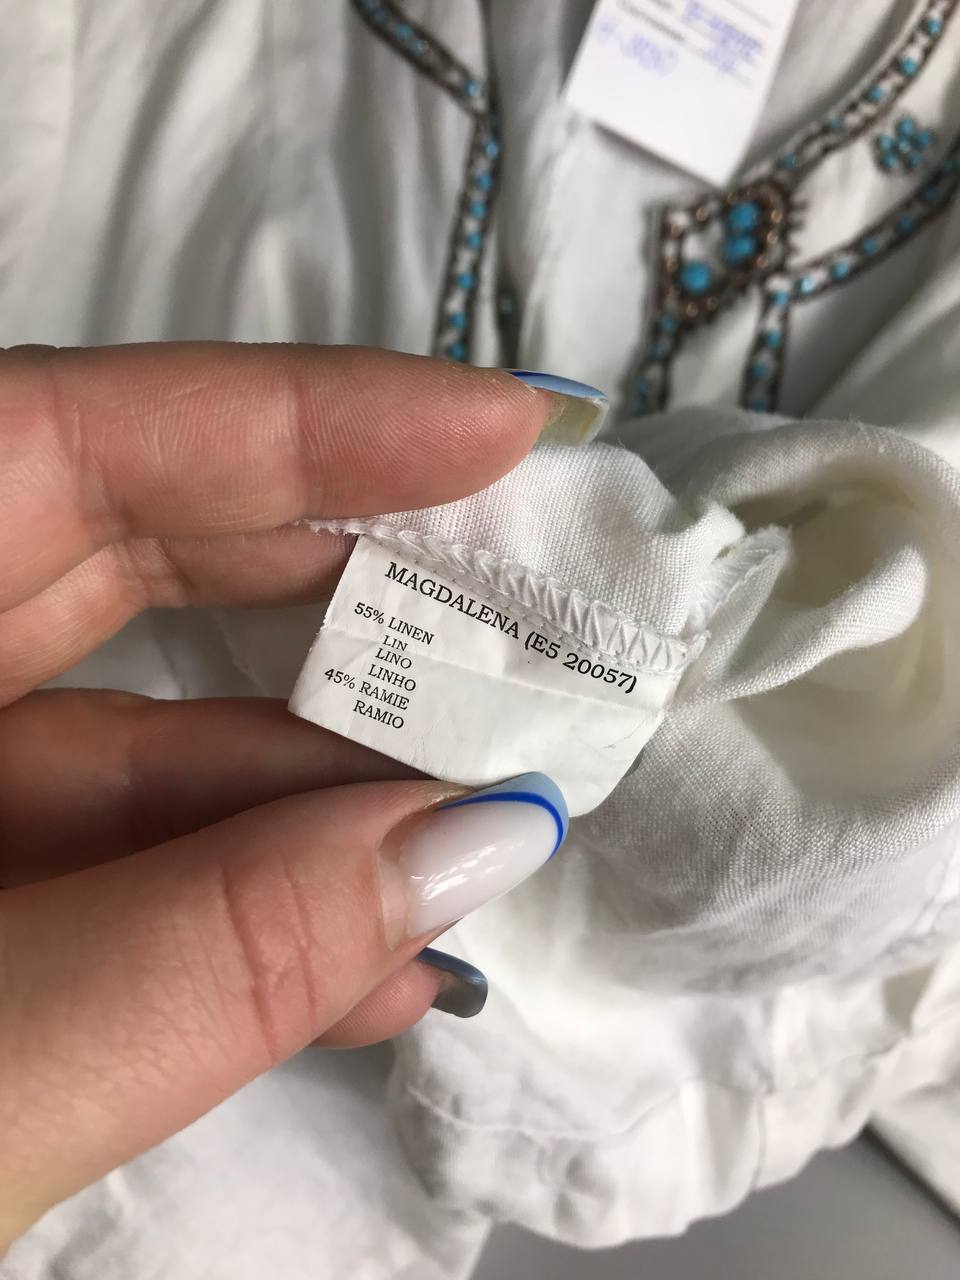 MAGDALENA (E5 20057)
55% LINEN
LIN
LINO
LINHO
45% RAMIE
RAMIO